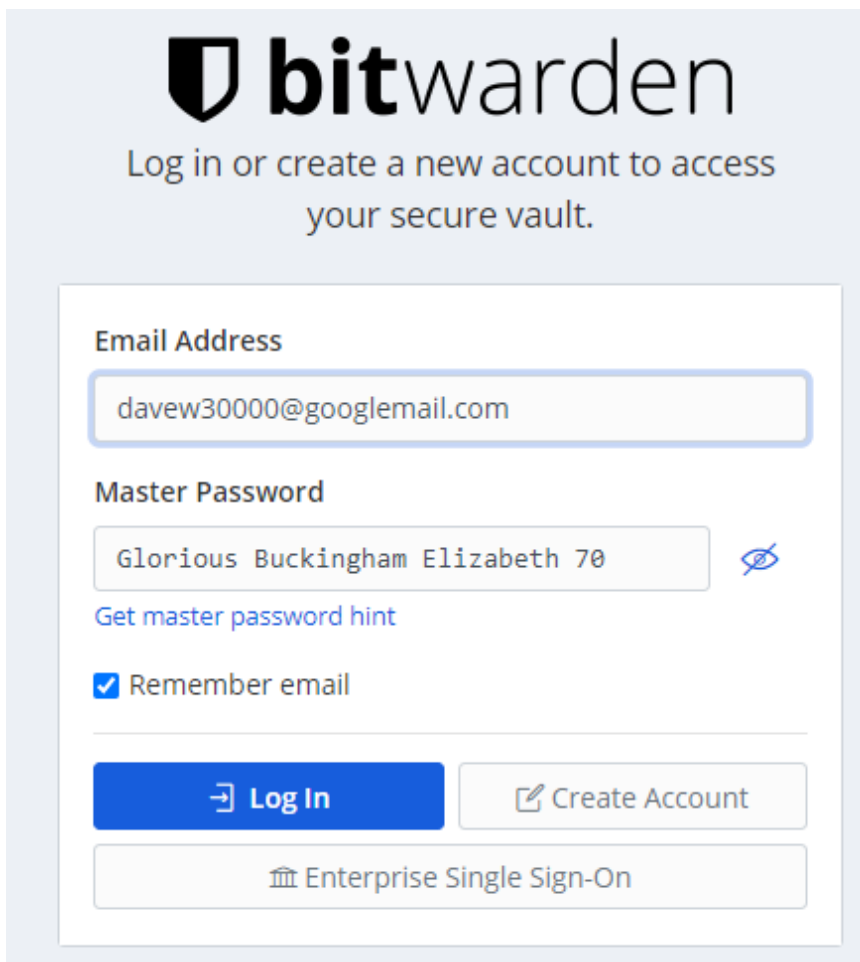 bitwarden
Log in or create a new account to access
your secure vault.
Email Address
davew30000@googlemail.com
Master Password
Glorious Buckingham Elizabeth 70
Get master password hint
Remember email
Log In
Create Account
Enterprise Single Sign-On